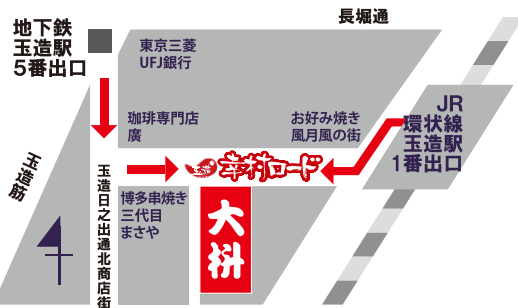 長堀通
地下鉄
玉造駅
5番出口
東京三菱
UFJ銀行
珈琲専門店
廣
お好み焼き
風月風の街
JR
環状線
玉造駅
1番出口
幸村ロード
玉造筋
玉造日之出通北商店街
博多串焼き
三代目
まさや
大枡